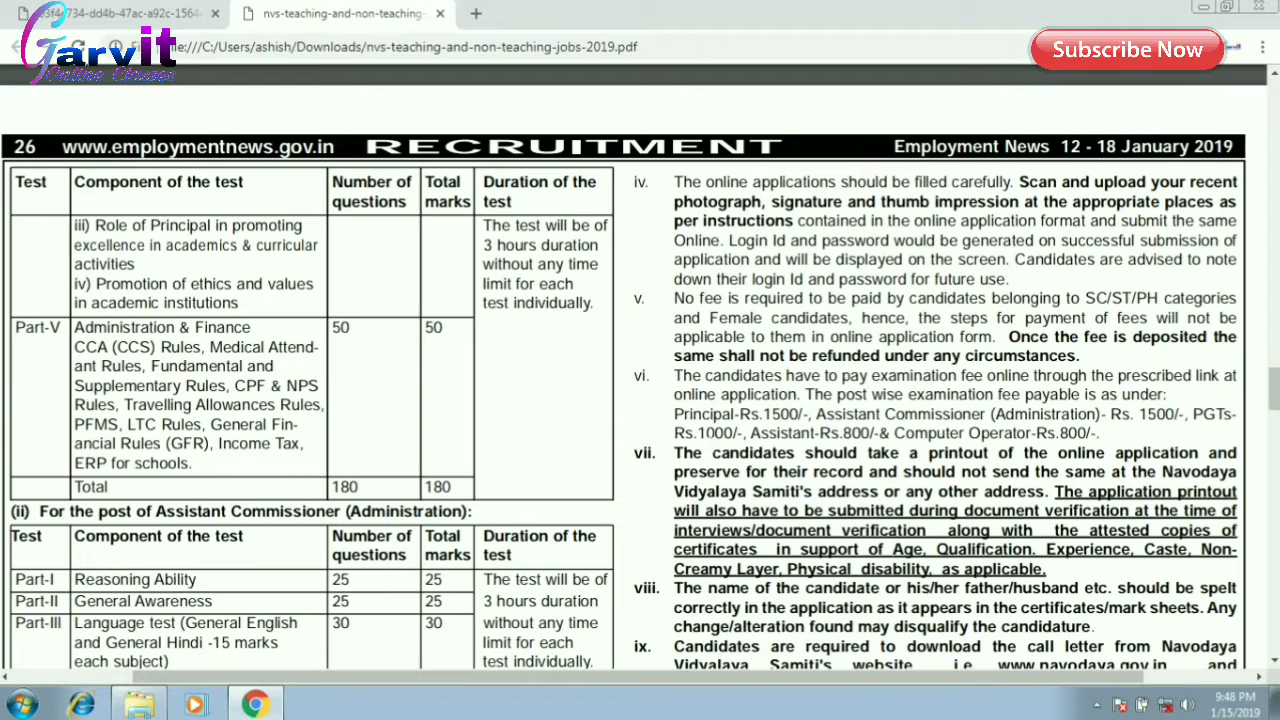 3f4e734-dd4b-47ac-a92c-1564
nvs-teaching-and-non-teaching-
///C:/Users/ashish/Downloads/nvs-teaching-and-non-teaching-jobs-2019.pdf
Garvit
Online Classes
Subscribe Now
26 www.employmentnews.gov.in RECRUITMENT Employment News 12 - 18 January 2019
Test Component of the test Number of questions Total marks Duration of the test
iii) Role of Principal in promoting
excellence in academics & curricular
activities
iv) Promotion of ethics and values
in academic institutions
The test will be of
3 hours duration
without any time
limit for each
test individually.
Part-V Administration & Finance 50 50
CCA (CCS) Rules, Medical Attend-
ant Rules, Fundamental and
Supplementary Rules, CPF & NPS
Rules, Travelling Allowances Rules,
PFMS, LTC Rules, General Fin-
ancial Rules (GFR), Income Tax,
ERP for schools.
Total 180 180
(ii) For the post of Assistant Commissioner (Administration):
Test Component of the test Number of questions Total marks Duration of the test
Part-I Reasoning Ability 25 25 The test will be of
Part-II General Awareness 25 25 3 hours duration
Part-III Language test (General English 30 30 without any time
and General Hindi -15 marks limit for each
each subject) test individually.
iv. The online applications should be filled carefully. Scan and upload your recent
photograph, signature and thumb impression at the appropriate places as
per instructions contained in the online application format and submit the same
Online. Login Id and password would be generated on successful submission of
application and will be displayed on the screen. Candidates are advised to note
down their login Id and password for future use.
v. No fee is required to be paid by candidates belonging to SC/ST/PH categories
and Female candidates, hence, the steps for payment of fees will not be
applicable to them in online application form. Once the fee is deposited the
same shall not be refunded under any circumstances.
vi. The candidates have to pay examination fee online through the prescribed link at
online application. The post wise examination fee payable is as under:
Principal-Rs.1500/-, Assistant Commissioner (Administration)- Rs. 1500/-, PGTs-
Rs.1000/-, Assistant-Rs.800/-& Computer Operator-Rs.800/-.
vii. The candidates should take a printout of the online application and
preserve for their record and should not send the same at the Navodaya
Vidyalaya Samiti's address or any other address. The application printout
will also have to be submitted during document verification at the time of
interviews/document verification along with the attested copies of
certificates in support of Age, Qualification. Experience, Caste, Non-
Creamy Layer, Physical disability, as applicable.
viii. The name of the candidate or his/her father/husband etc. should be spelt
correctly in the application as it appears in the certificates/mark sheets. Any
change/alteration found may disqualify the candidature.
ix. Candidates are required to download the call letter from Navodaya
Vidyalaya Samiti's website i.e www.navodaya.gov.in and
9:48 PM
1/15/2019